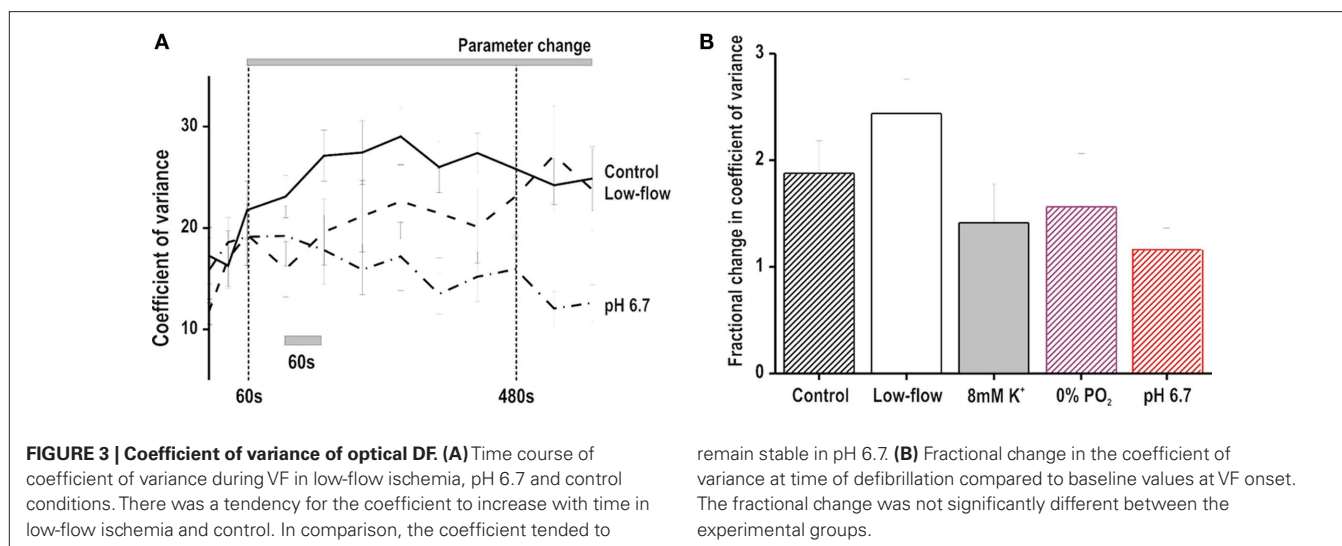 A
Parameter change
Coefficient of variance
30
20
10
Control
Low-flow
pH 6.7
60s
60s
480s
B
Fractional change in coefficient of variance
3
2
1
0
Control
Low-flow
8mM K⁺
0% PO₂
pH 6.7
FIGURE 3 | Coefficient of variance of optical DF. (A) Time course of
coefficient of variance during VF in low-flow ischemia, pH 6.7 and control
conditions. There was a tendency for the coefficient to increase with time in
low-flow ischemia and control. In comparison, the coefficient tended to
remain stable in pH 6.7. (B) Fractional change in the coefficient of
variance at time of defibrillation compared to baseline values at VF onset.
The fractional change was not significantly different between the
experimental groups.